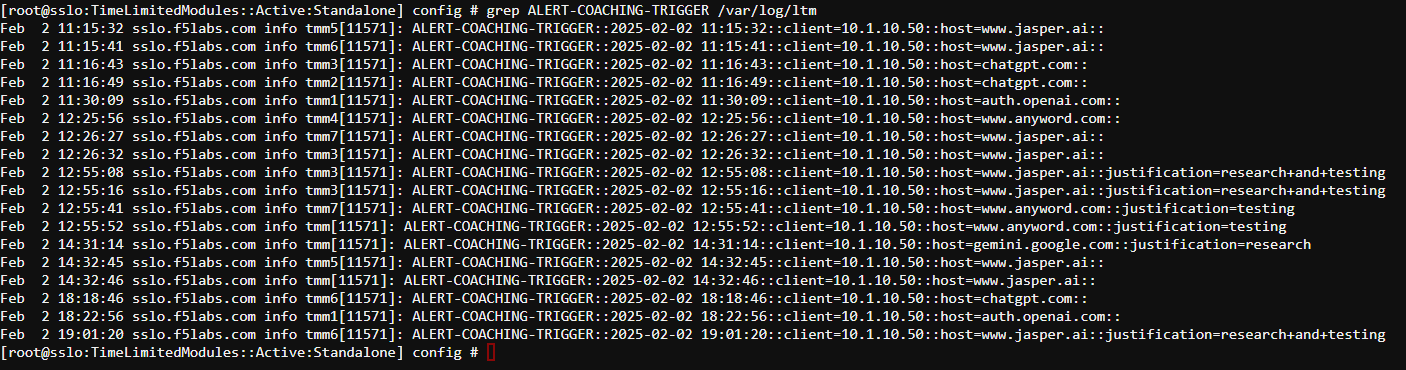 [root@sslo:TimeLimitedModules::Active:Standalone] config # grep ALERT-COACHING-TRIGGER /var/log/ltm
Feb  2 11:15:32 sslo.f5labs.com info tmm5[11571]: ALERT-COACHING-TRIGGER::2025-02-02 11:15:32::client=10.1.10.50::host=www.jasper.ai::
Feb  2 11:15:41 sslo.f5labs.com info tmm6[11571]: ALERT-COACHING-TRIGGER::2025-02-02 11:15:41::client=10.1.10.50::host=www.jasper.ai::
Feb  2 11:16:43 sslo.f5labs.com info tmm3[11571]: ALERT-COACHING-TRIGGER::2025-02-02 11:16:43::client=10.1.10.50::host=chatgpt.com::
Feb  2 11:16:49 sslo.f5labs.com info tmm2[11571]: ALERT-COACHING-TRIGGER::2025-02-02 11:16:49::client=10.1.10.50::host=chatgpt.com::
Feb  2 11:30:09 sslo.f5labs.com info tmm1[11571]: ALERT-COACHING-TRIGGER::2025-02-02 11:30:09::client=10.1.10.50::host=auth.openai.com::
Feb  2 12:25:56 sslo.f5labs.com info tmm4[11571]: ALERT-COACHING-TRIGGER::2025-02-02 12:25:56::client=10.1.10.50::host=www.anyword.com::
Feb  2 12:26:27 sslo.f5labs.com info tmm7[11571]: ALERT-COACHING-TRIGGER::2025-02-02 12:26:27::client=10.1.10.50::host=www.jasper.ai::
Feb  2 12:26:32 sslo.f5labs.com info tmm3[11571]: ALERT-COACHING-TRIGGER::2025-02-02 12:26:32::client=10.1.10.50::host=www.jasper.ai::
Feb  2 12:55:08 sslo.f5labs.com info tmm3[11571]: ALERT-COACHING-TRIGGER::2025-02-02 12:55:08::client=10.1.10.50::host=www.jasper.ai::justification=research+and+testing
Feb  2 12:55:16 sslo.f5labs.com info tmm3[11571]: ALERT-COACHING-TRIGGER::2025-02-02 12:55:16::client=10.1.10.50::host=www.jasper.ai::justification=research+and+testing
Feb  2 12:55:41 sslo.f5labs.com info tmm7[11571]: ALERT-COACHING-TRIGGER::2025-02-02 12:55:41::client=10.1.10.50::host=www.anyword.com::justification=testing
Feb  2 12:55:52 sslo.f5labs.com info tmm[11571]: ALERT-COACHING-TRIGGER::2025-02-02 12:55:52::client=10.1.10.50::host=www.anyword.com::justification=testing
Feb  2 14:31:14 sslo.f5labs.com info tmm[11571]: ALERT-COACHING-TRIGGER::2025-02-02 14:31:14::client=10.1.10.50::host=gemini.google.com::justification=research
Feb  2 14:32:45 sslo.f5labs.com info tmm5[11571]: ALERT-COACHING-TRIGGER::2025-02-02 14:32:45::client=10.1.10.50::host=www.jasper.ai::
Feb  2 14:32:46 sslo.f5labs.com info tmm[11571]: ALERT-COACHING-TRIGGER::2025-02-02 14:32:46::client=10.1.10.50::host=www.jasper.ai::
Feb  2 18:18:46 sslo.f5labs.com info tmm6[11571]: ALERT-COACHING-TRIGGER::2025-02-02 18:18:46::client=10.1.10.50::host=chatgpt.com::
Feb  2 18:22:56 sslo.f5labs.com info tmm1[11571]: ALERT-COACHING-TRIGGER::2025-02-02 18:22:56::client=10.1.10.50::host=auth.openai.com::
Feb  2 19:01:20 sslo.f5labs.com info tmm6[11571]: ALERT-COACHING-TRIGGER::2025-02-02 19:01:20::client=10.1.10.50::host=www.jasper.ai::justification=research+and+testing
[root@sslo:TimeLimitedModules::Active:Standalone] config #